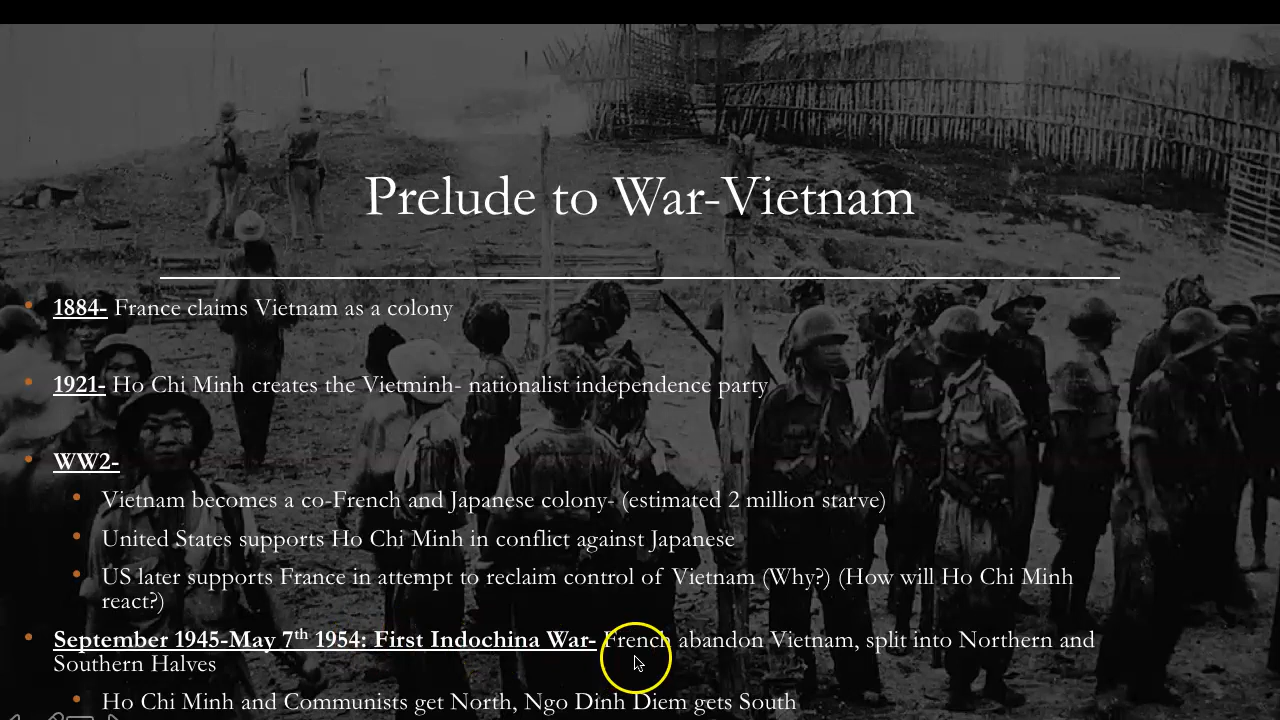 Prelude to War-Vietnam
1884- France claims Vietnam as a colony
1921- Ho Chi Minh creates the Vietminh- nationalist independence party
WW2-
Vietnam becomes a co-French and Japanese colony- (estimated 2 million starve)
United States supports Ho Chi Minh in conflict against Japanese
US later supports France in attempt to reclaim control of Vietnam (Why?) (How will Ho Chi Minh
react?)
September 1945-May 7th 1954: First Indochina War- French abandon Vietnam, split into Northern and
Southern Halves
Ho Chi Minh and Communists get North, Ngo Dinh Diem gets South